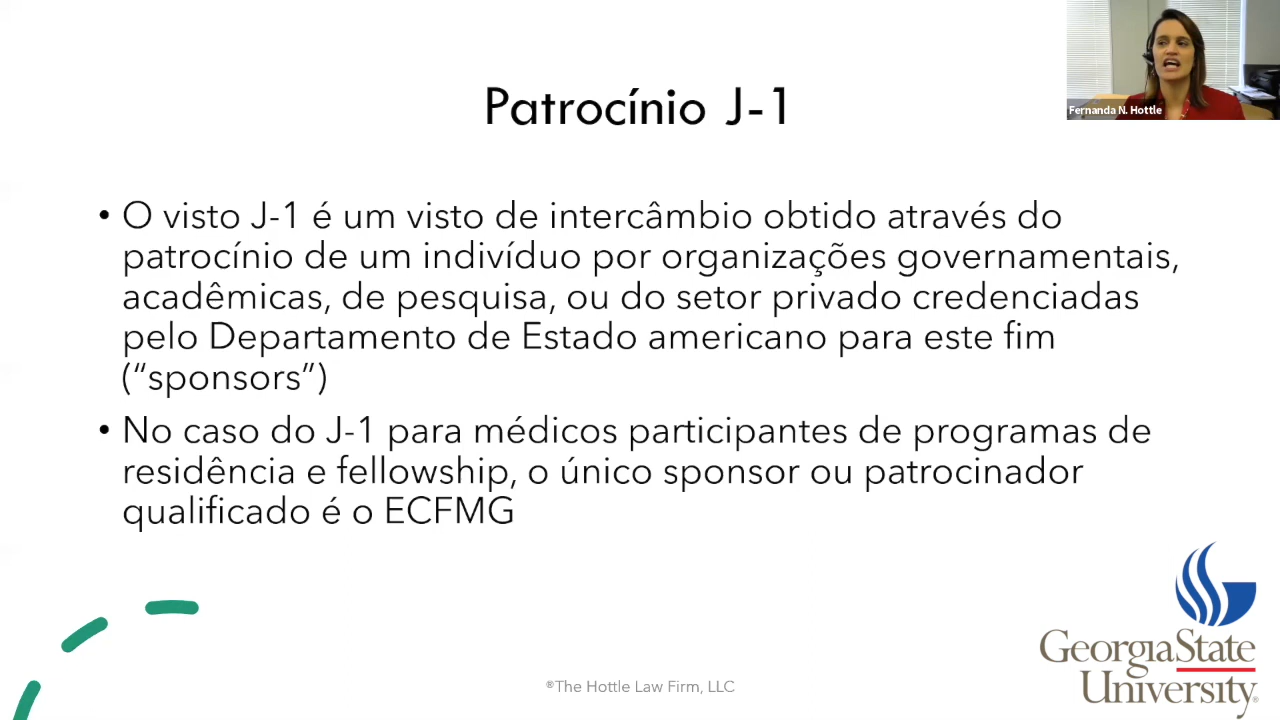 Patrocínio J-1
Fernanda N. Hottle
• O visto J-1 é um visto de intercâmbio obtido através do
patrocínio de um indivíduo por organizações governamentais,
acadêmicas, de pesquisa, ou do setor privado credenciadas
pelo Departamento de Estado americano para este fim
(“sponsors”)
• No caso do J-1 para médicos participantes de programas de
residência e fellowship, o único sponsor ou patrocinador
qualificado é o ECFMG
GeorgiaState
University®
®The Hottle Law Firm, LLC